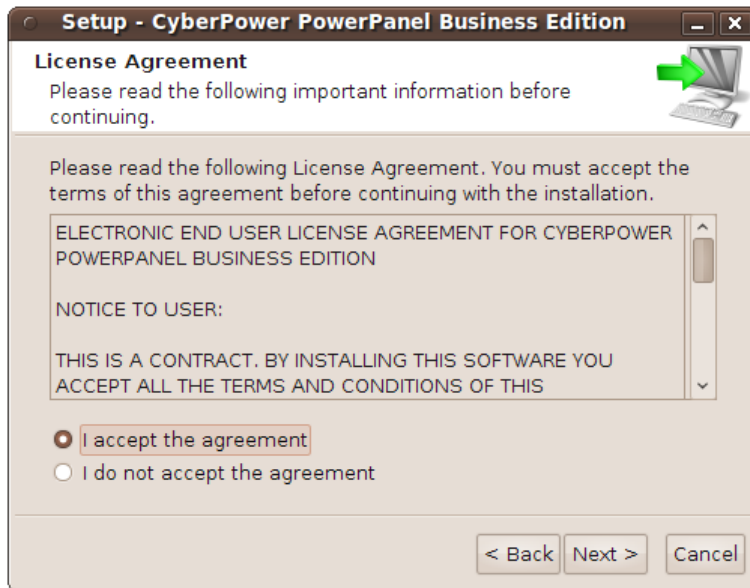 Setup - CyberPower PowerPanel Business Edition
License Agreement
Please read the following important information before
continuing.
Please read the following License Agreement. You must accept the
terms of this agreement before continuing with the installation.
ELECTRONIC END USER LICENSE AGREEMENT FOR CYBERPOWER
POWERPANEL BUSINESS EDITION
NOTICE TO USER:
THIS IS A CONTRACT. BY INSTALLING THIS SOFTWARE YOU
ACCEPT ALL THE TERMS AND CONDITIONS OF THIS
I accept the agreement
I do not accept the agreement
< Back Next > Cancel